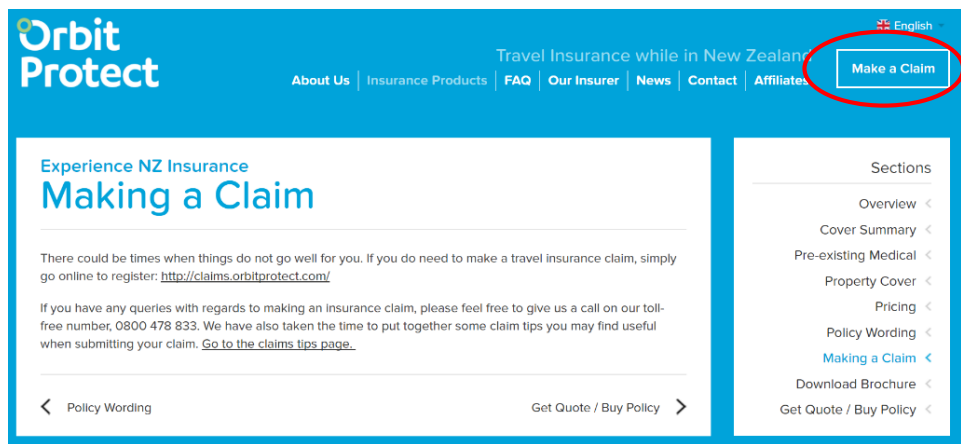 Orbit
Protect
English
Travel Insurance while in New Zealand
About Us
Insurance Products
FAQ
Our Insurer
News
Contact
Affiliates
Make a Claim
Experience NZ Insurance
Making a Claim
There could be times when things do not go well for you. If you do need to make a travel insurance claim, simply
go online to register: http://claims.orbitprotect.com/
If you have any queries with regards to making an insurance claim, please feel free to give us a call on our toll-
free number, 0800 478 833. We have also taken the time to put together some claim tips you may find useful
when submitting your claim. Go to the claims tips page.
Policy Wording
Get Quote / Buy Policy
Sections
Overview
Cover Summary
Pre-existing Medical
Property Cover
Pricing
Policy Wording
Making a Claim
Download Brochure
Get Quote / Buy Policy